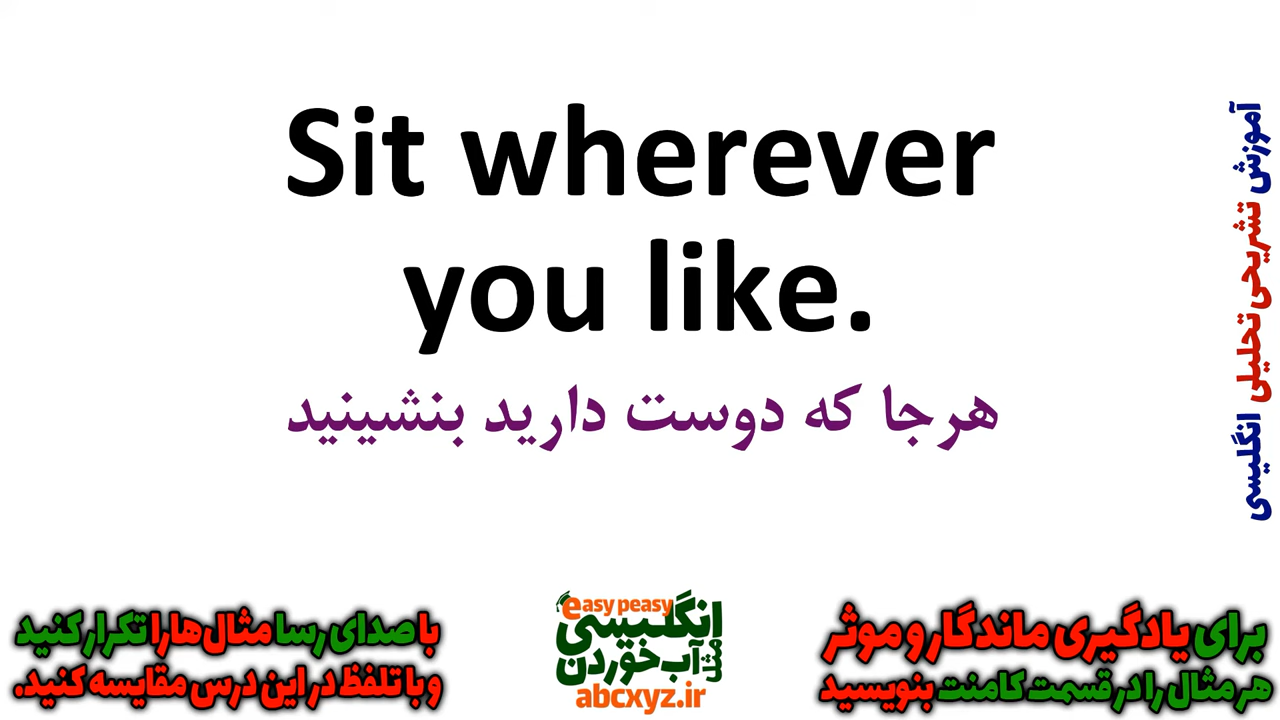 Sit wherever
you like.
هرجا که دوست دارید بنشینید
آموزش تشریحی تحلیلی انگلیسی
برای یادگیری ماندگار و موثر
هر مثال را در قسمت کامنت بنویسید
easy peasy
انگلیسی
مثل آب خوردن
abcxyz.ir
با صدای رسا مثال‌ها را تکرار کنید
و با تلفظ در این درس مقایسه کنید.